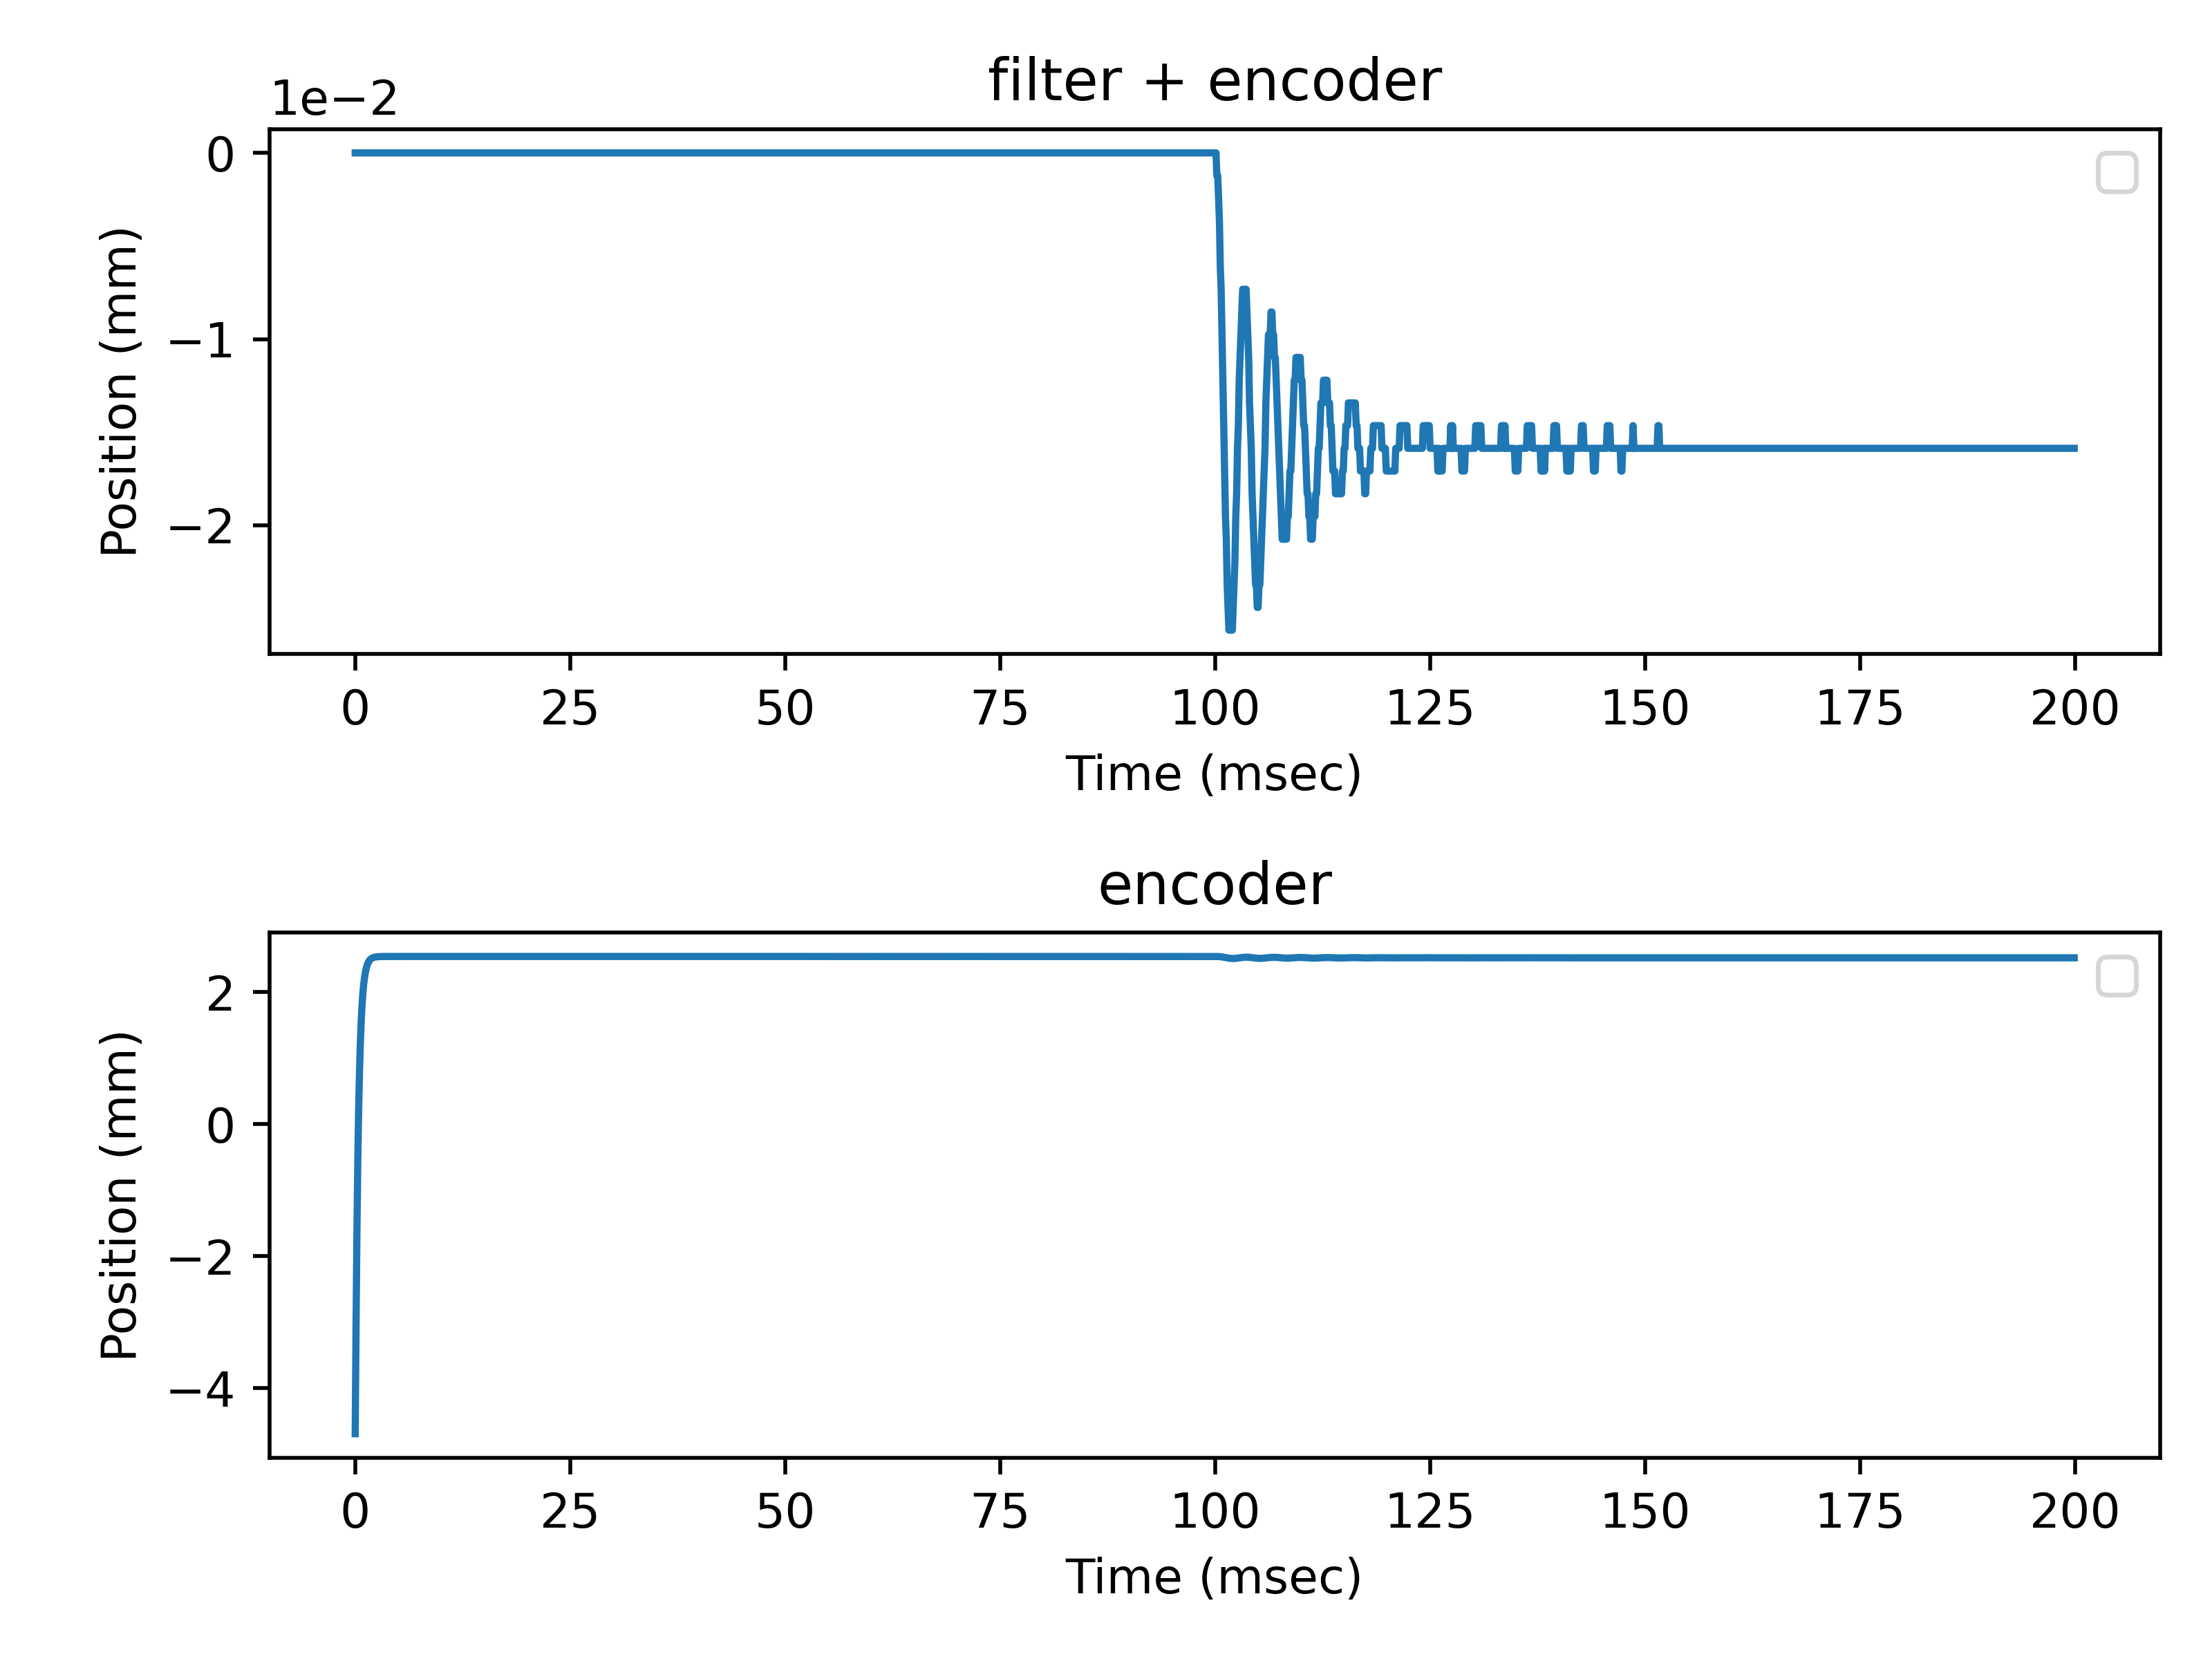 filter + encoder
1e−2
0
−1
−2
Position (mm)
0 25 50 75 100 125 150 175 200
Time (msec)
encoder
2
0
−2
−4
Position (mm)
0 25 50 75 100 125 150 175 200
Time (msec)